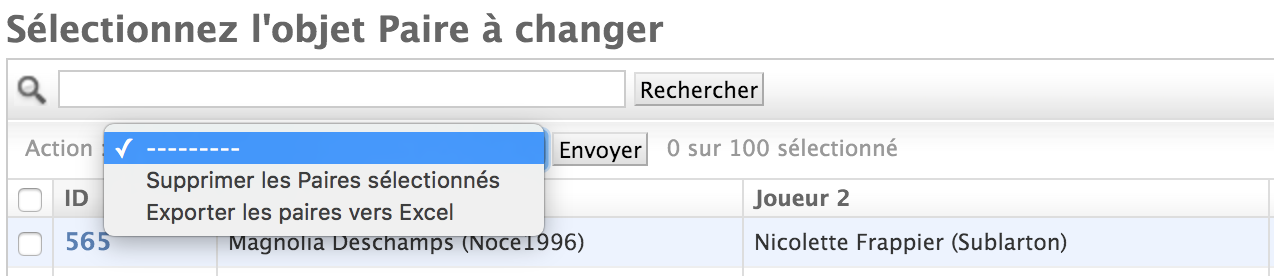 Sélectionnez l'objet Paire à changer
Rechercher
Action : ---------
Envoyer 0 sur 100 sélectionné
Supprimer les Paires sélectionnés
Exporter les paires vers Excel
ID Joueur 2
565 Magnolia Deschamps (Noce1996) Nicolette Frappier (Sublarton)